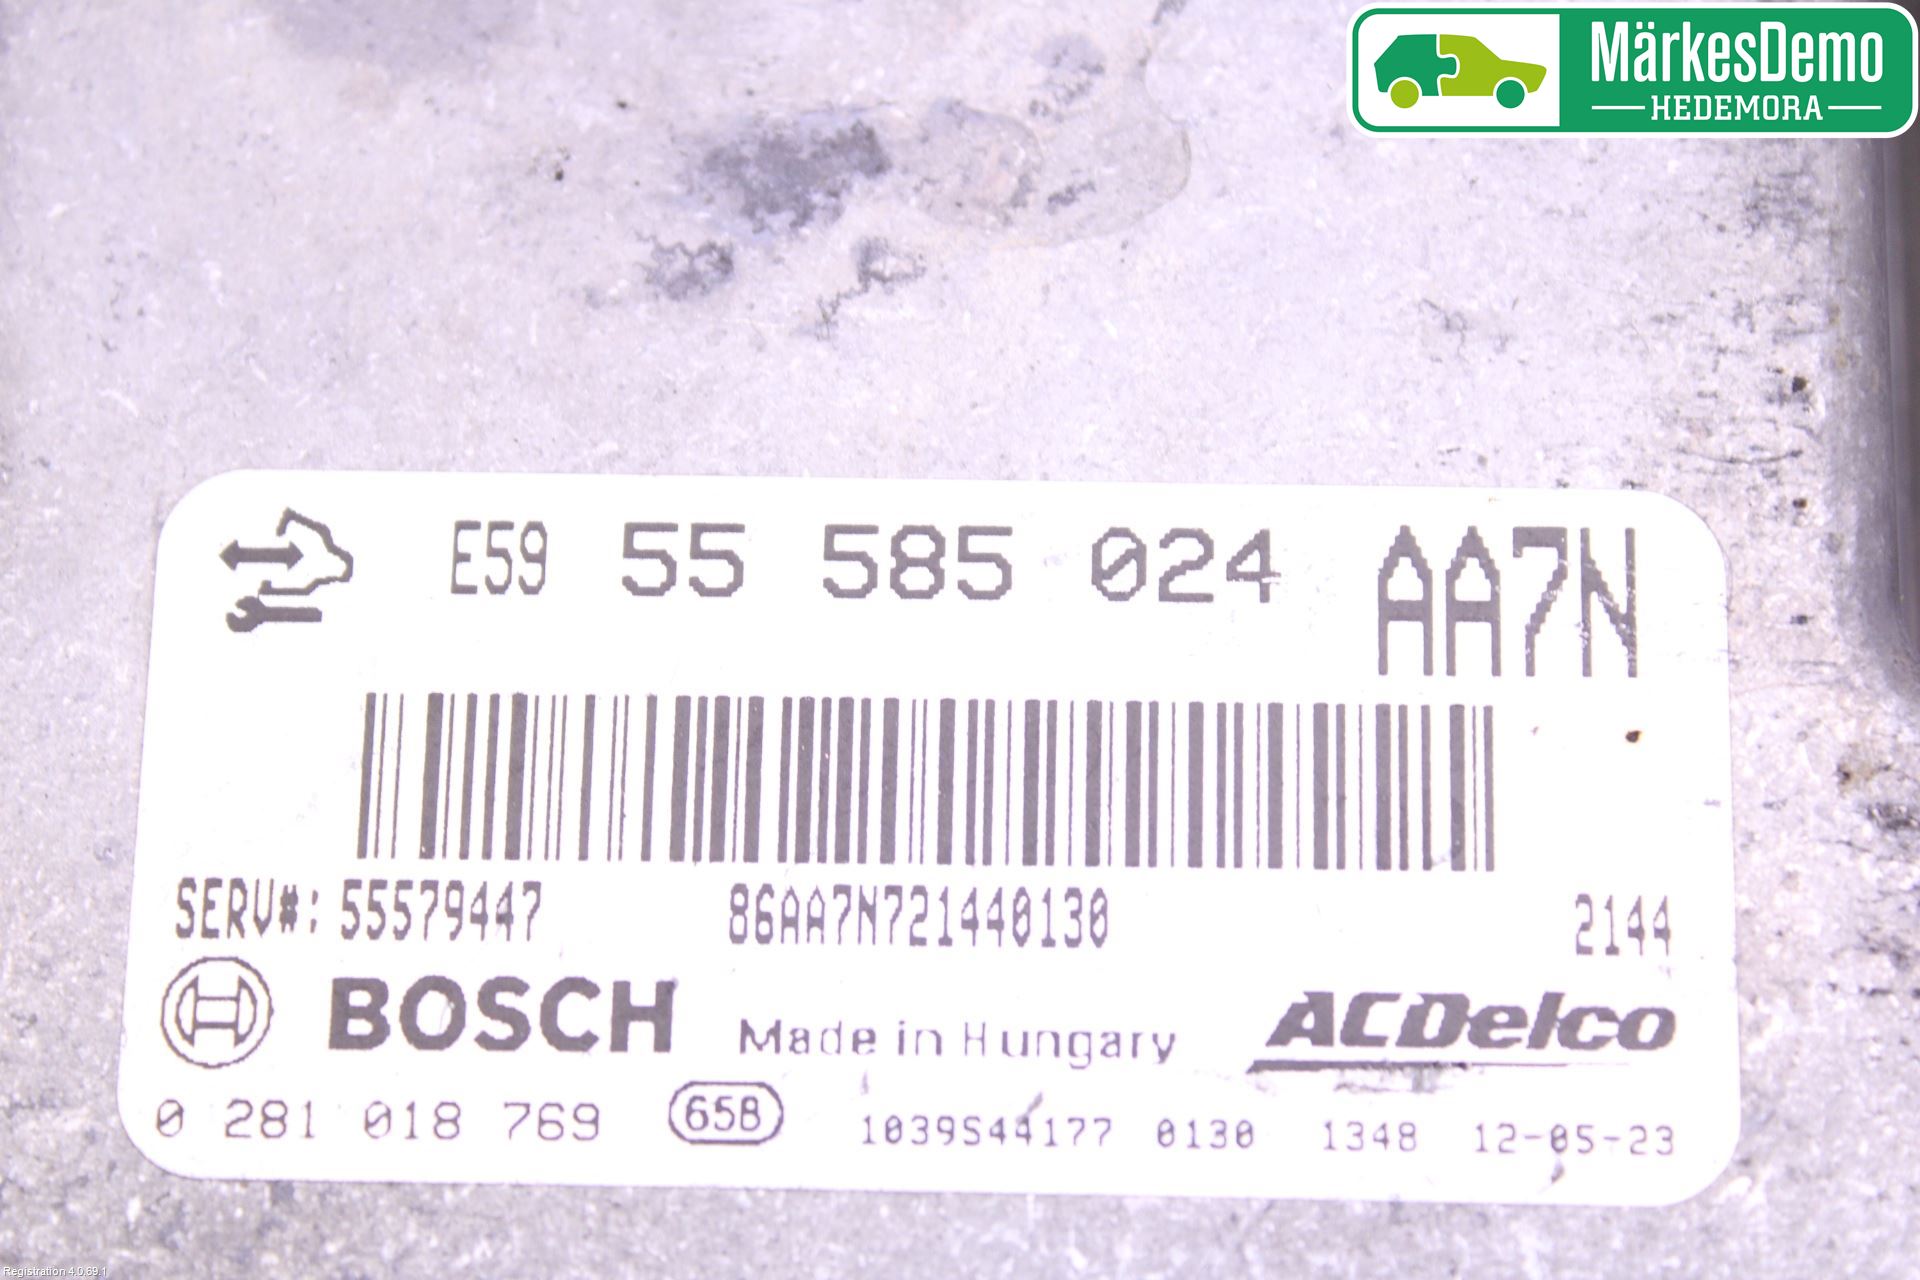 MärkesDemo
HEDEMORA
E59 55 585 024 AA7N
SERV#: 55579447 86AA7N721440130 2144
BOSCH Made in Hungary ACDelco
0 281 018 769 65B 1039S44177 0130 1348 12-05-23
Registration 4.0.69.1